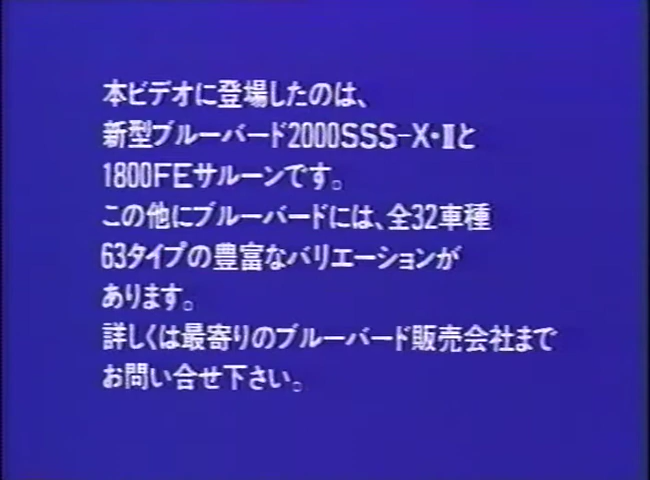 本ビデオに登場したのは、
新型ブルーバード2000SSS-X・Ⅱと
1800FEサルーンです。
この他にブルーバードには、全32車種
63タイプの豊富なバリエーションが
あります。
詳しくは最寄りのブルーバード販売会社まで
お問い合せ下さい。